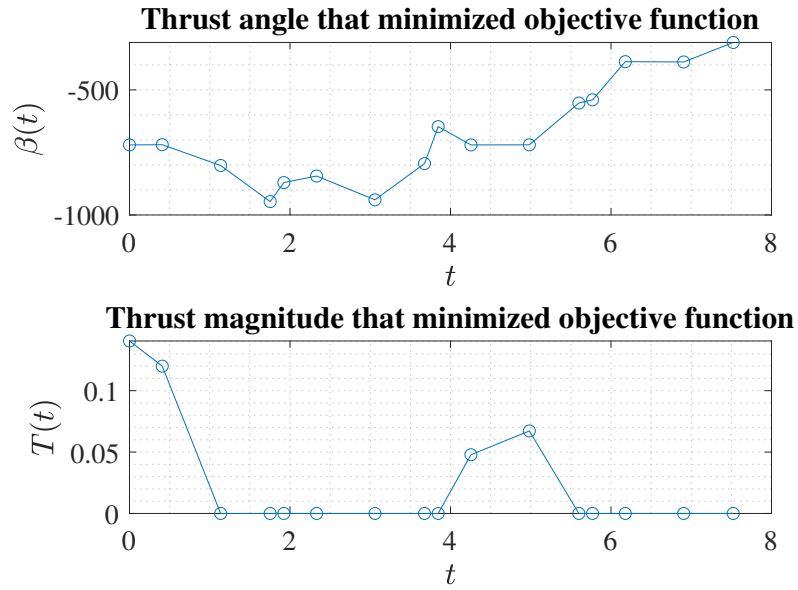 Thrust angle that minimized objective function
β(t)
-500
-1000
0 2 4 6 8
t
Thrust magnitude that minimized objective function
T(t)
0.1
0.05
0
0 2 4 6 8
t